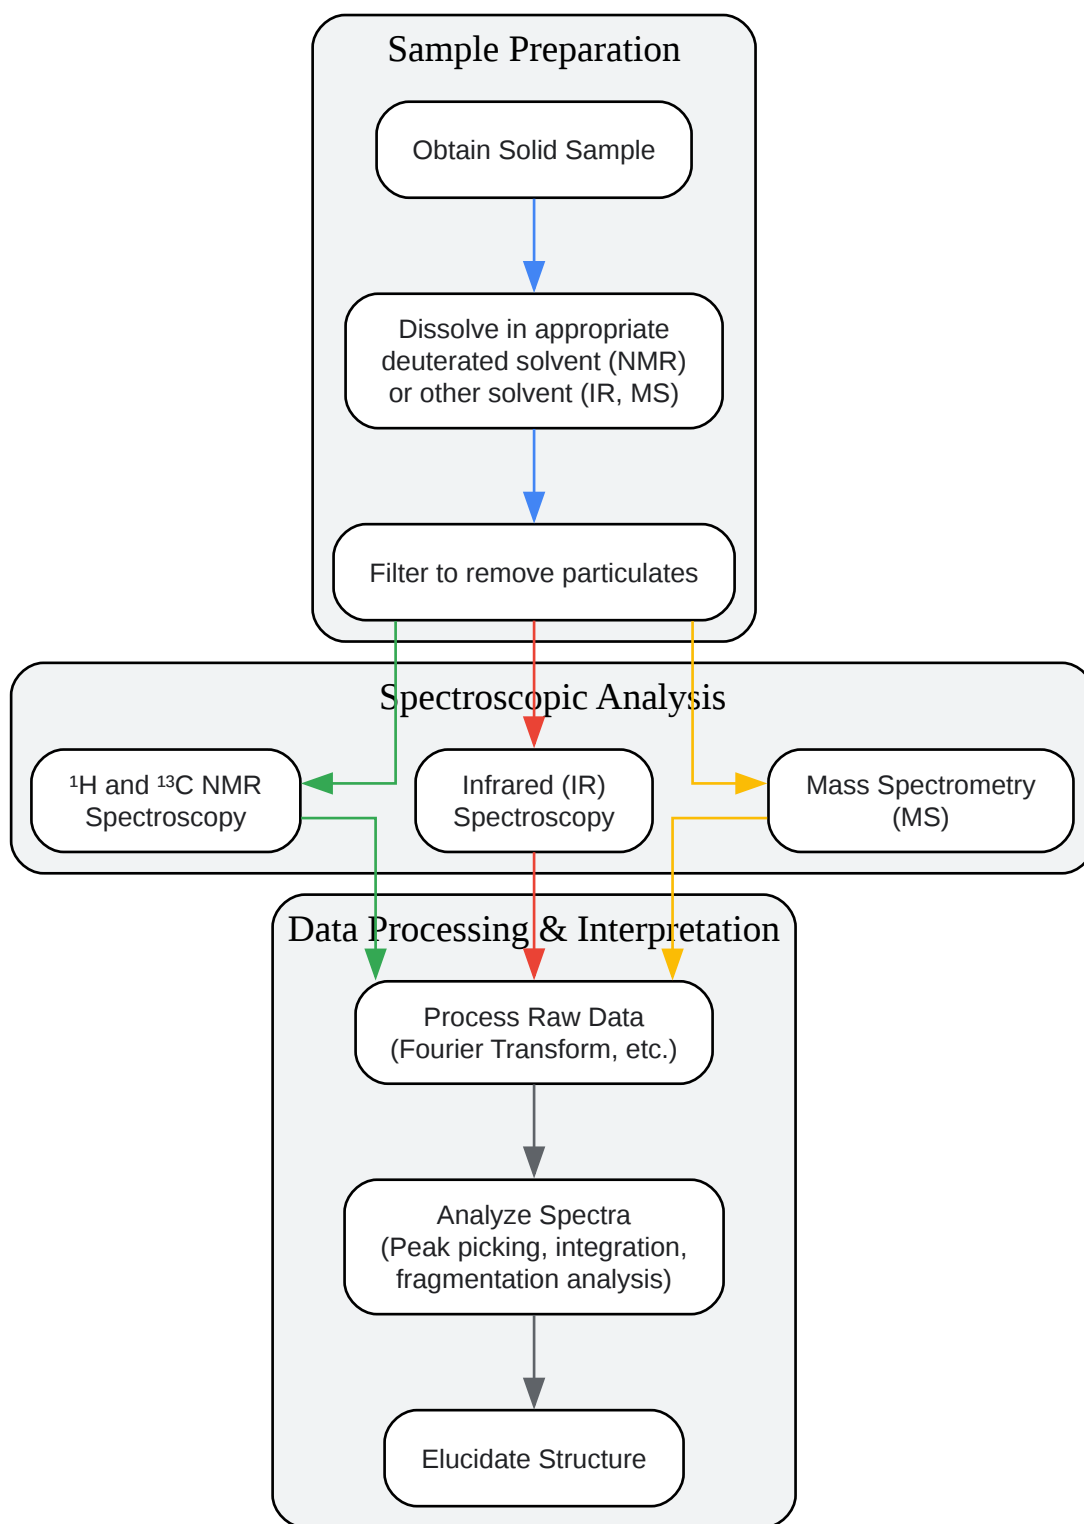 Sample Preparation
Obtain Solid Sample
Dissolve in appropriate
deuterated solvent (NMR)
or other solvent (IR, MS)
Filter to remove particulates
Spectroscopic Analysis
¹H and ¹³C NMR
Spectroscopy
Infrared (IR)
Spectroscopy
Mass Spectrometry
(MS)
Data Processing & Interpretation
Process Raw Data
(Fourier Transform, etc.)
Analyze Spectra
(Peak picking, integration,
fragmentation analysis)
Elucidate Structure